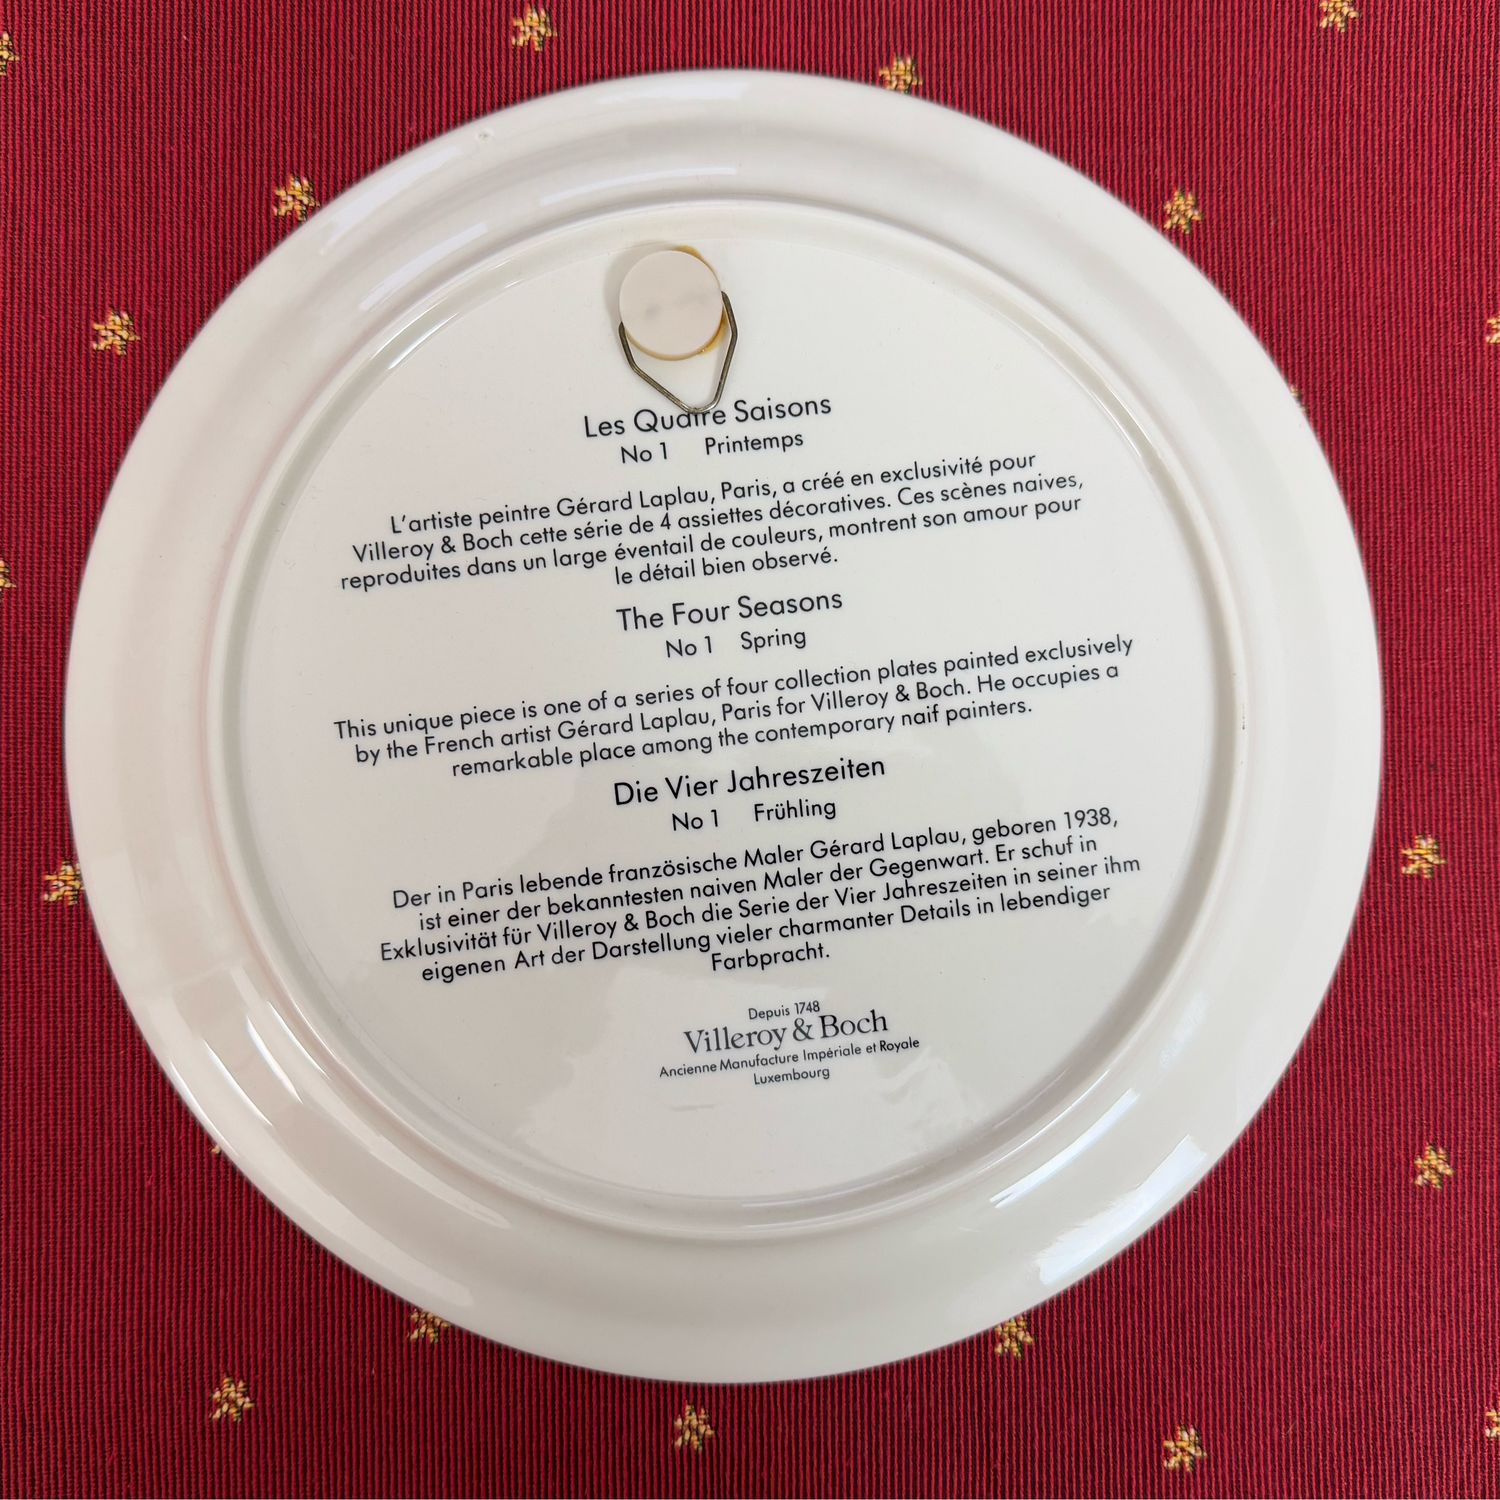 Les Quatre Saisons
No 1 Printemps
L'artiste peintre Gérard Laplau, Paris, a créé en exclusivité pour
Villeroy & Boch cette série de 4 assiettes décoratives. Ces scènes naives,
reproduites dans un large éventail de couleurs, montrent son amour pour
le détail bien observé.
The Four Seasons
No 1 Spring
This unique piece is one of a series of four collection plates painted exclusively
by the French artist Gérard Laplau, Paris for Villeroy & Boch. He occupies a
remarkable place among the contemporary naif painters.
Die Vier Jahreszeiten
No 1 Frühling
Der in Paris lebende französische Maler Gérard Laplau, geboren 1938,
ist einer der bekanntesten naiven Maler der Gegenwart. Er schuf in
Exklusivität für Villeroy & Boch die Serie der Vier Jahreszeiten in seiner ihm
eigenen Art der Darstellung vieler charmanter Details in lebendiger
Farbpracht.
Depuis 1748
Villeroy & Boch
Ancienne Manufacture Impériale et Royale
Luxembourg